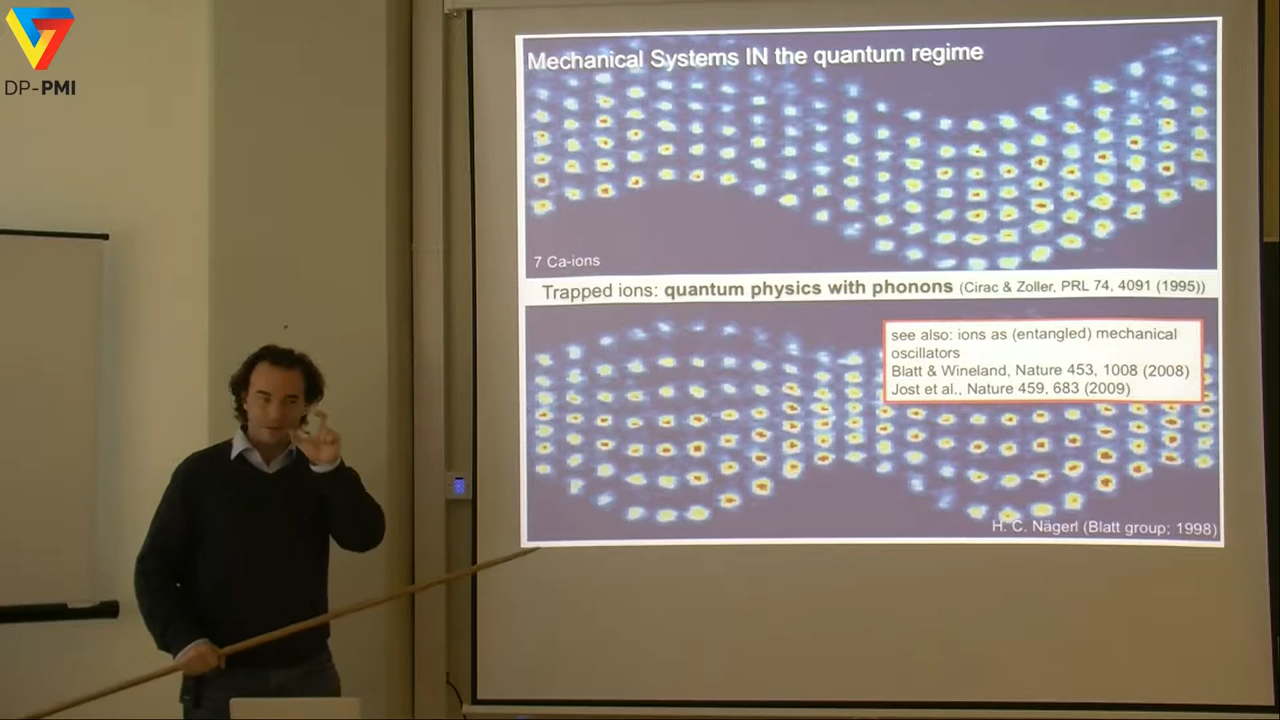 DP-PMI
Mechanical Systems IN the quantum regime
7 Ca-ions
Trapped ions: quantum physics with phonons (Cirac & Zoller, PRL 74, 4091 (1995))
see also: ions as (entangled) mechanical
oscillators
Blatt & Wineland, Nature 453, 1008 (2008)
Jost et al., Nature 459, 683 (2009)
H. C. Nägerl (Blatt group; 1998)